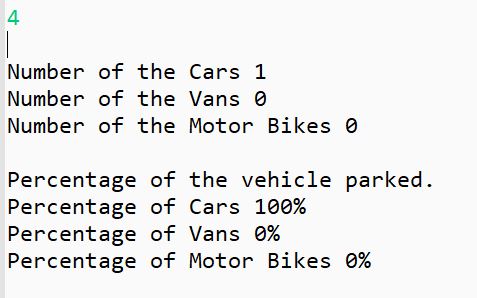 4
Number of the Cars 1
Number of the Vans 0
Number of the Motor Bikes 0
Percentage of the vehicle parked.
Percentage of Cars 100%
Percentage of Vans 0%
Percentage of Motor Bikes 0%